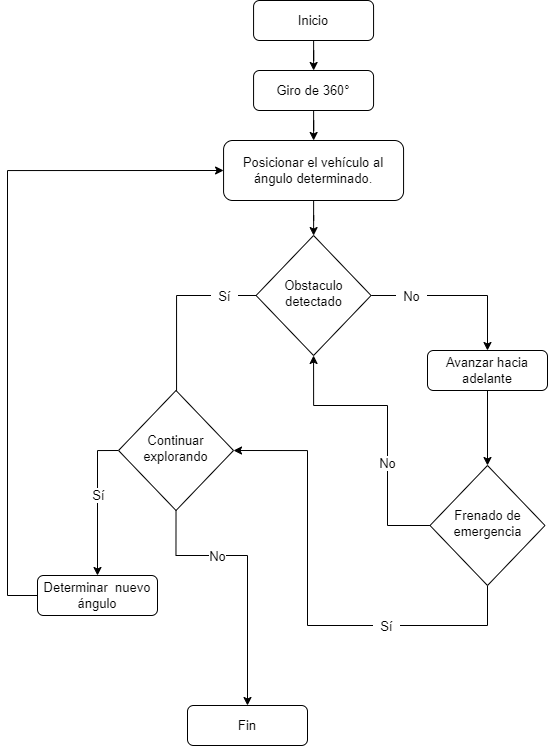 Inicio
Giro de 360°
Posicionar el vehículo al
ángulo determinado.
Obstaculo
detectado
Sí
No
Avanzar hacia
adelante
Continuar
explorando
No
Sí
Frenado de
emergencia
No
Determinar  nuevo
ángulo
Sí
Fin